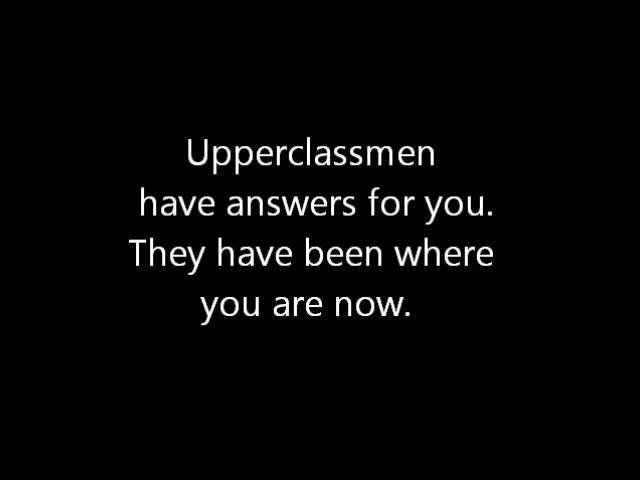 Upperclassmen
have answers for you.
They have been where
you are now.